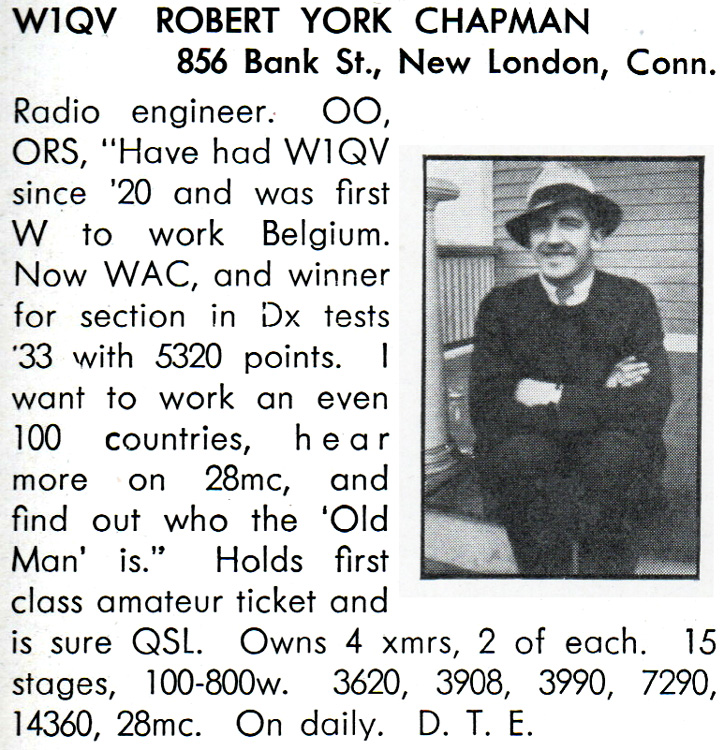 W1QV ROBERT YORK CHAPMAN
856 Bank St., New London, Conn.
Radio engineer. OO,
ORS, "Have had W1QV
since '20 and was first
W to work Belgium.
Now WAC, and winner
for section in Dx tests
'33 with 5320 points. I
want to work an even
100 countries, hear
more on 28mc, and
find out who the 'Old
Man' is." Holds first
class amateur ticket and
is sure QSL. Owns 4 xmrs, 2 of each. 15
stages, 100-800w. 3620, 3908, 3990, 7290,
14360, 28mc. On daily. D. T. E.